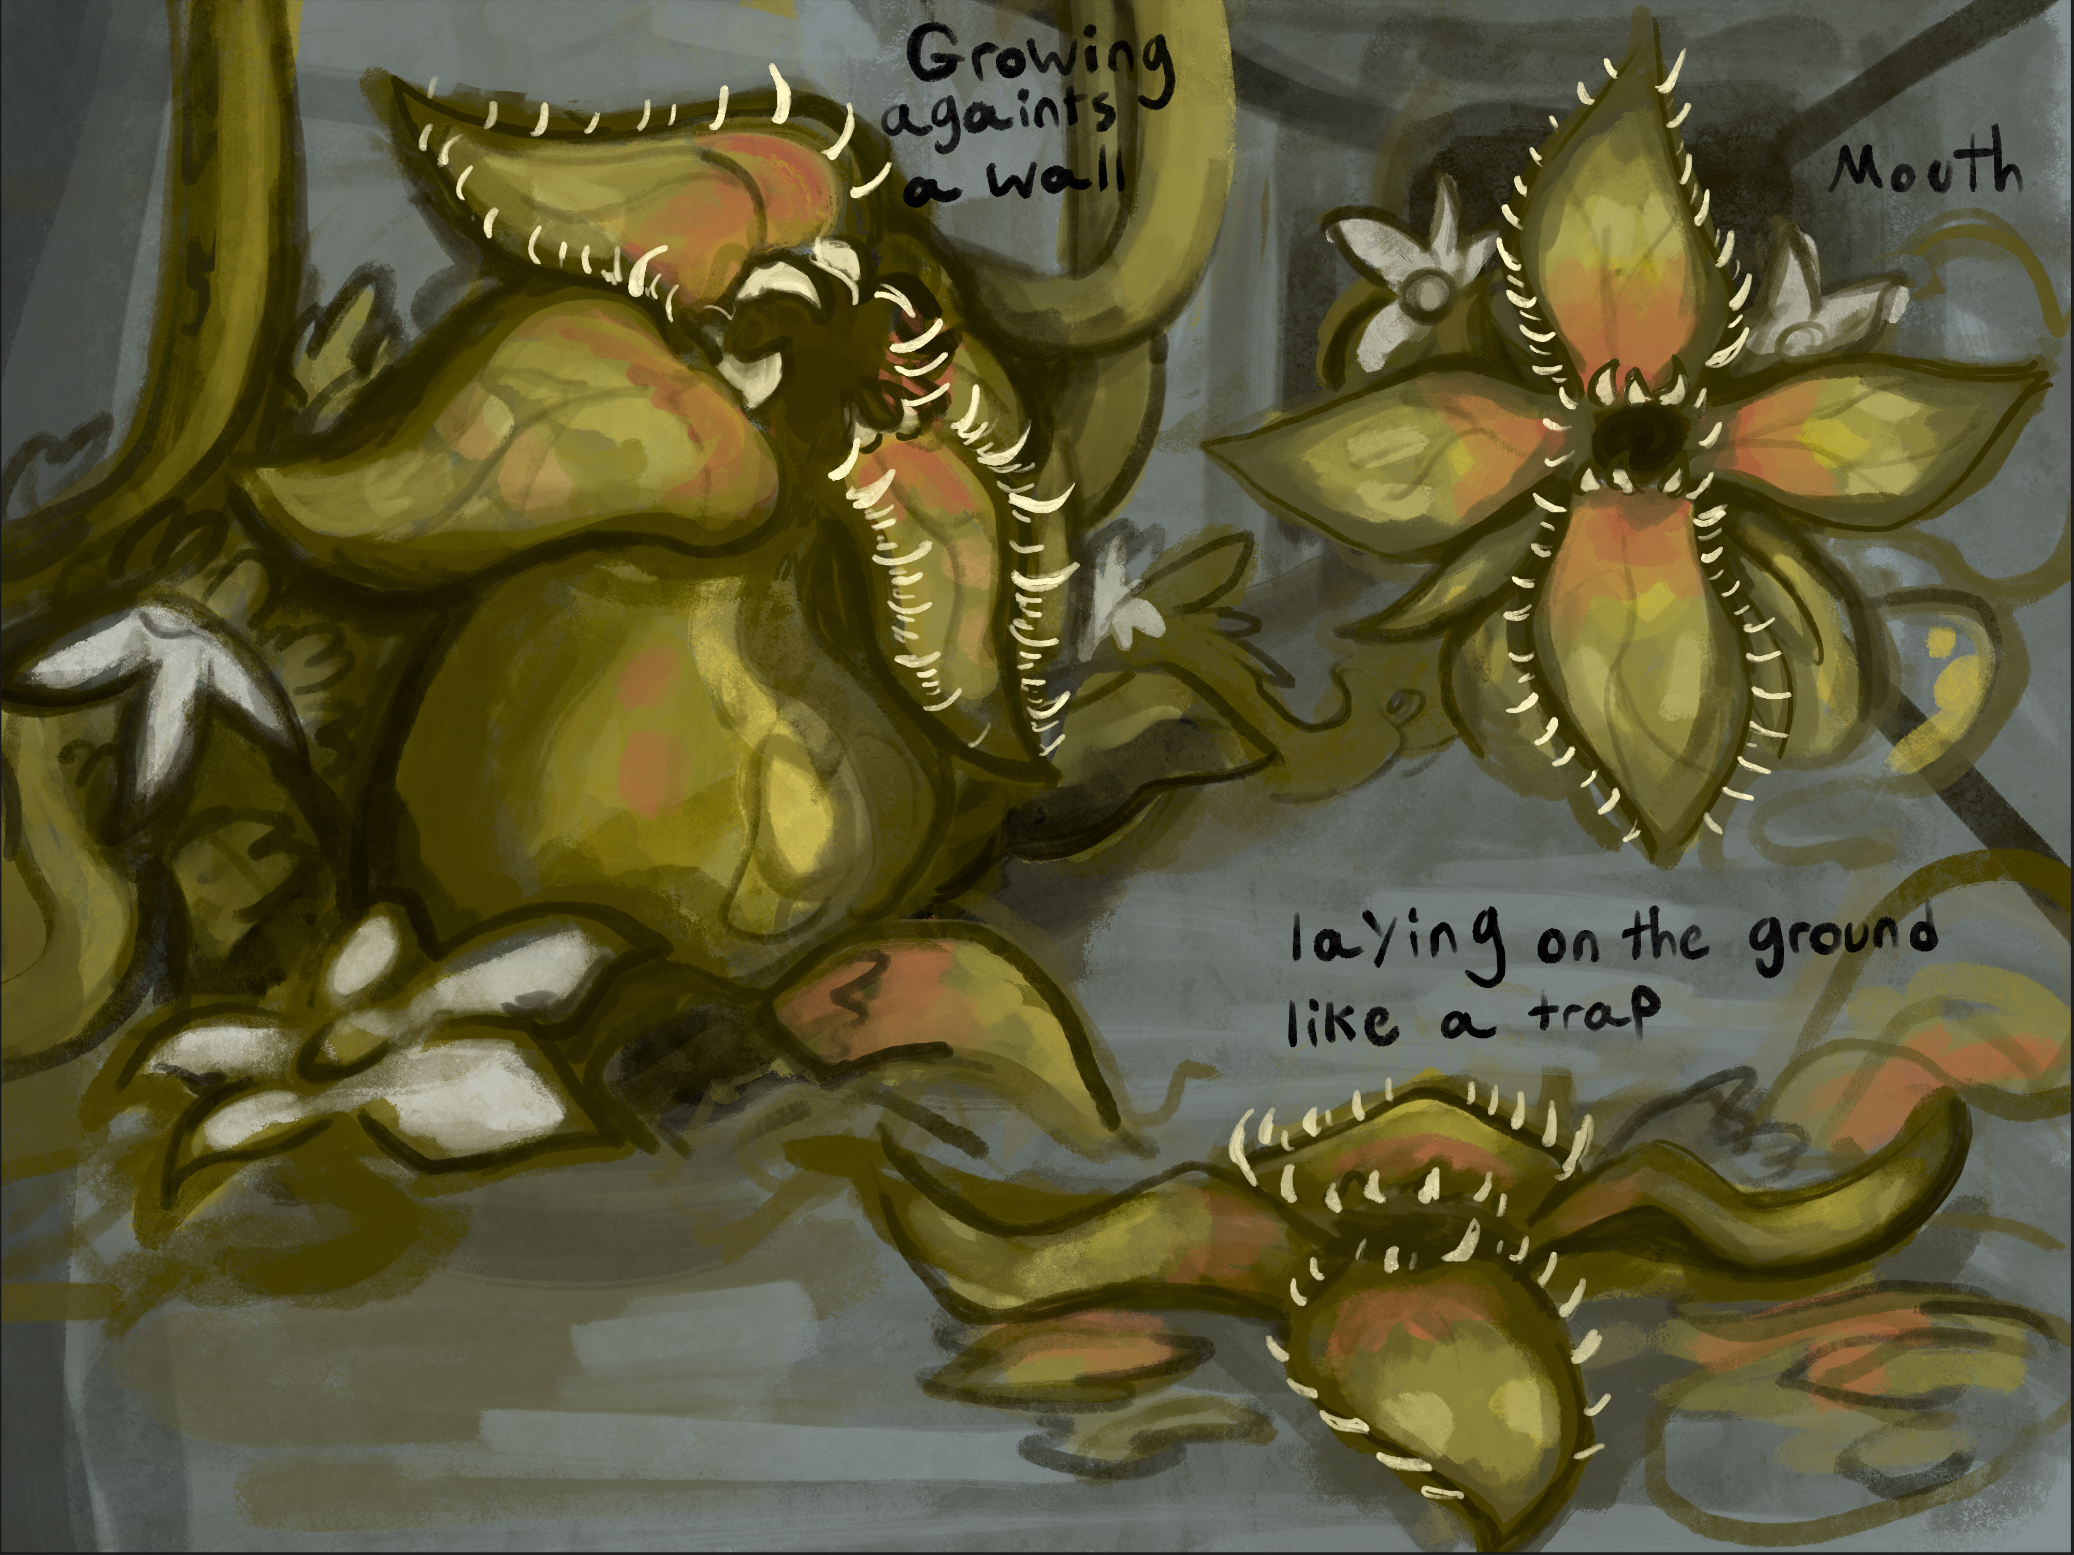 Growing
againts
a wall
Mouth
laying on the ground
like a trap